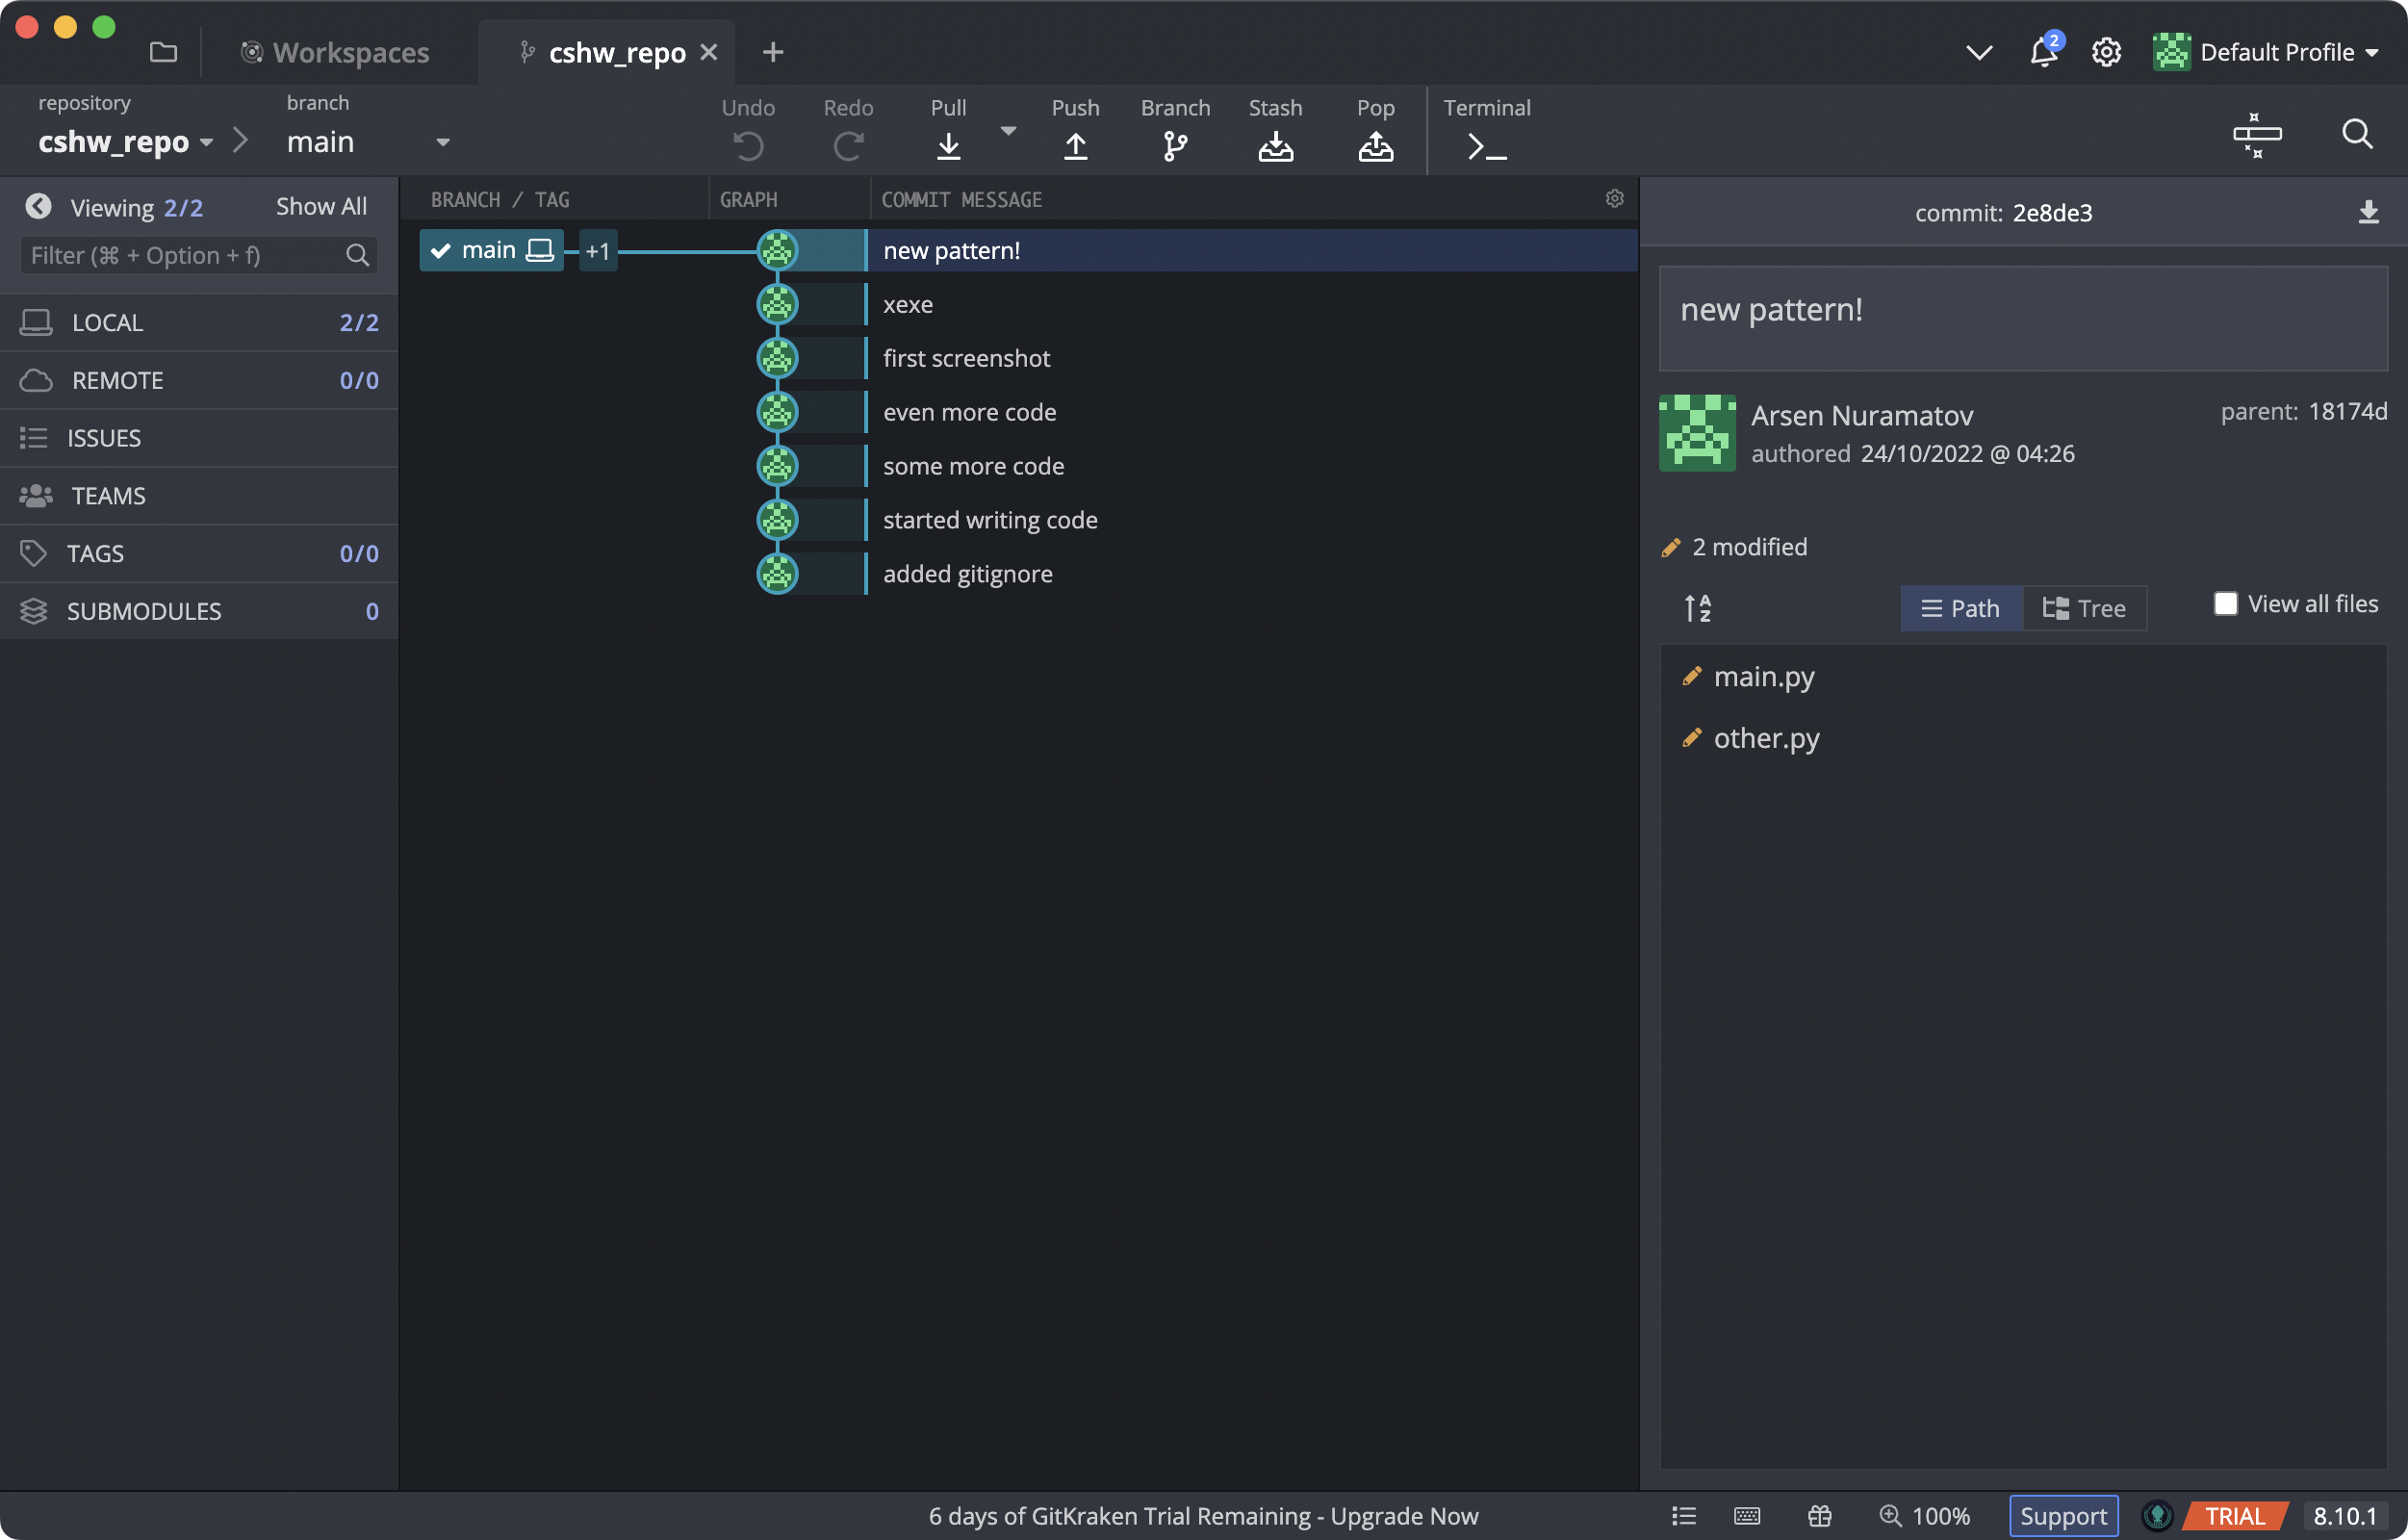 Workspaces
cshw_repo
2
Default Profile
repository
cshw_repo
branch
main
Undo
Redo
Pull
Push
Branch
Stash
Pop
Terminal
Viewing 2/2
Show All
Filter (⌘ + Option + f)
LOCAL 2/2
REMOTE 0/0
ISSUES
TEAMS
TAGS 0/0
SUBMODULES 0
BRANCH / TAG
GRAPH
COMMIT MESSAGE
main
+1
new pattern!
xexe
first screenshot
even more code
some more code
started writing code
added gitignore
commit: 2e8de3
new pattern!
Arsen Nuramatov
authored 24/10/2022 @ 04:26
parent: 18174d
2 modified
A
Z
Path
Tree
View all files
main.py
other.py
6 days of GitKraken Trial Remaining - Upgrade Now
100%
Support
TRIAL
8.10.1